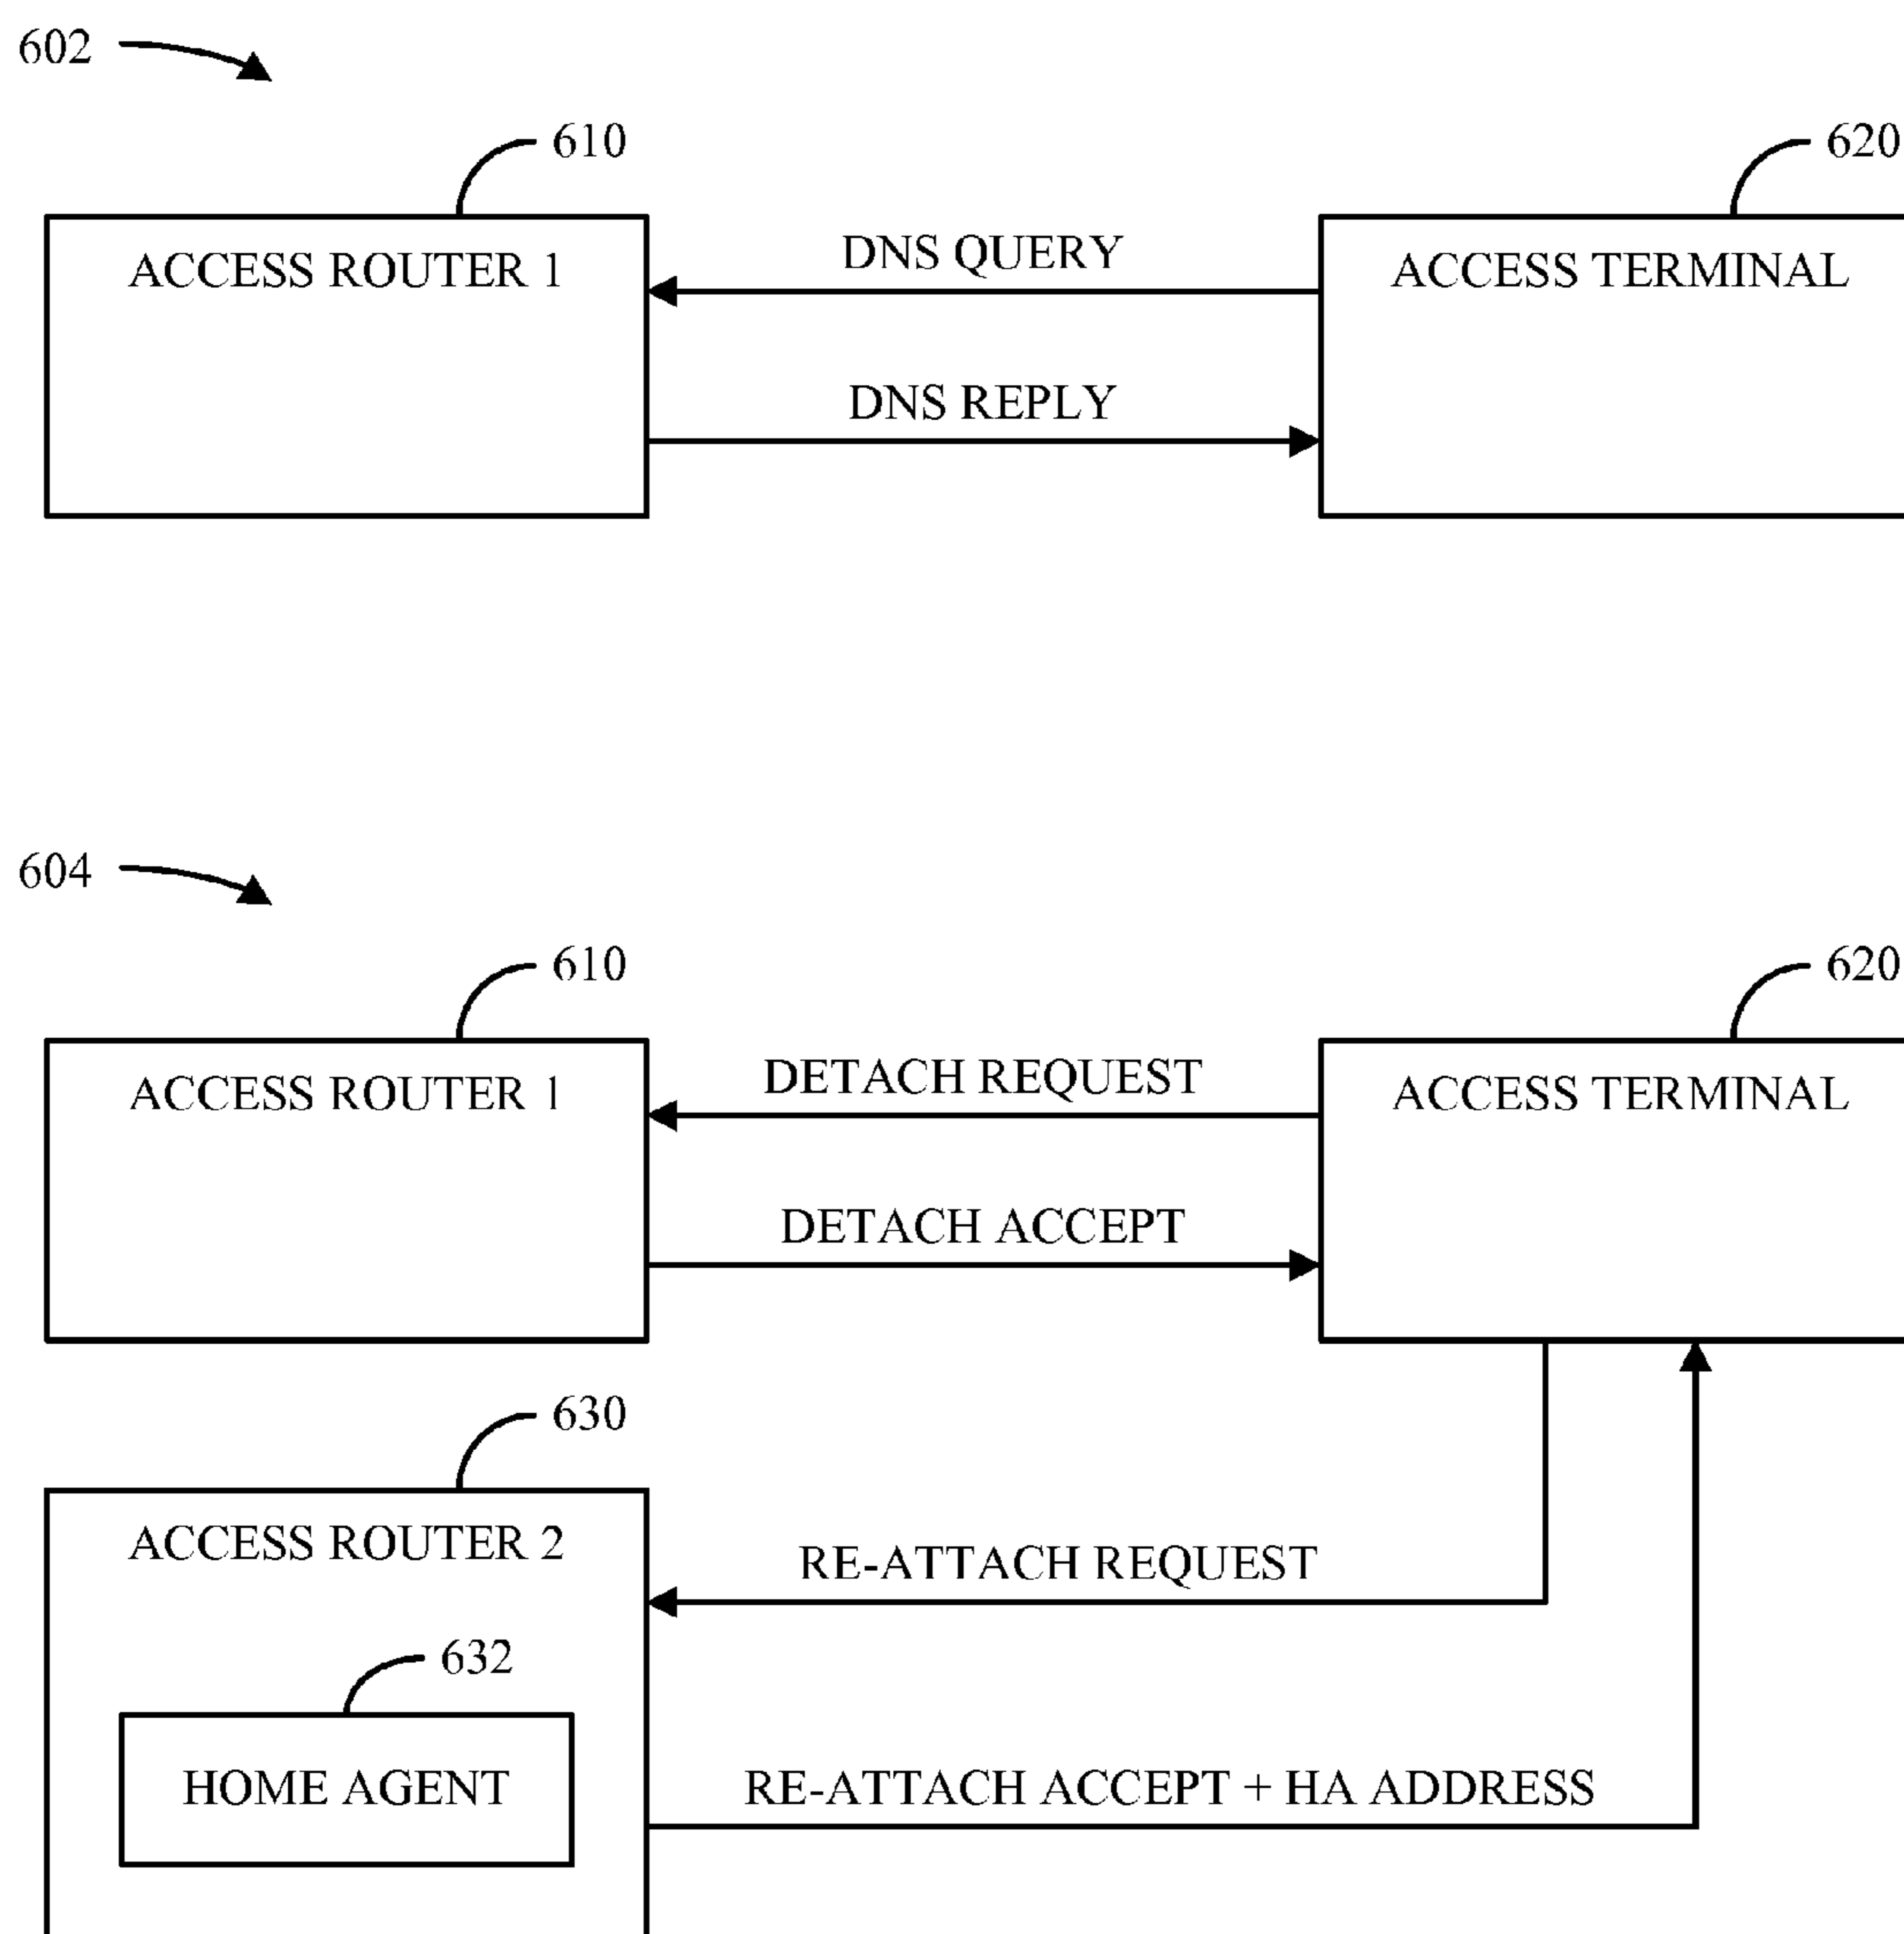 602
610
620
ACCESS ROUTER 1
DNS QUERY
ACCESS TERMINAL
DNS REPLY
604
610
620
ACCESS ROUTER 1
DETACH REQUEST
ACCESS TERMINAL
DETACH ACCEPT
630
ACCESS ROUTER 2
RE-ATTACH REQUEST
632
HOME AGENT
RE-ATTACH ACCEPT + HA ADDRESS